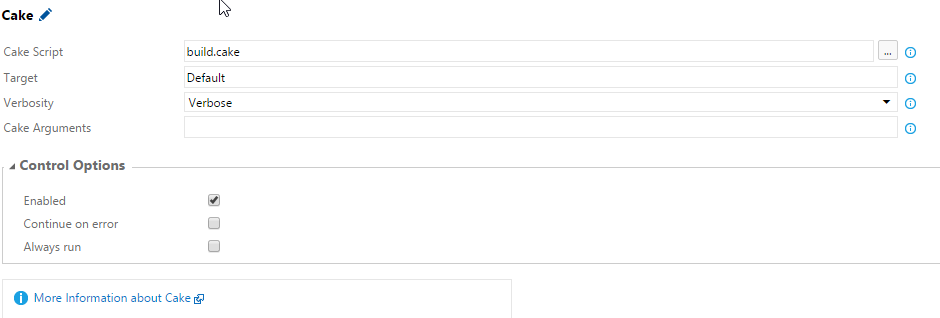 Cake
Cake Script build.cake ...
Target Default
Verbosity Verbose
Cake Arguments
Control Options
Enabled
Continue on error
Always run
More Information about Cake